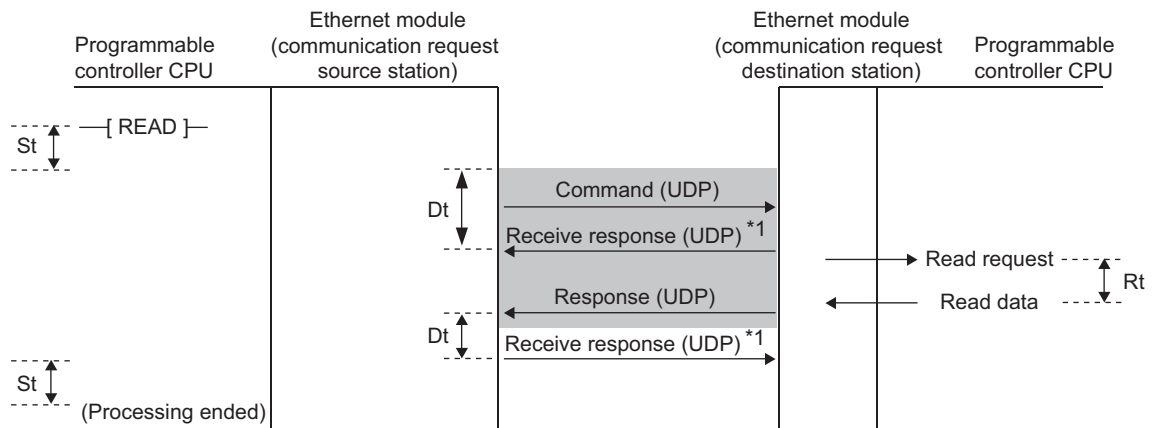 Programmable
controller CPU
Ethernet module
(communication request
source station)
Ethernet module
(communication request
destination station)
Programmable
controller CPU
[ READ ]
St
Command (UDP)
Dt
Receive response (UDP) *1
Read request
Rt
Response (UDP)
Read data
Dt
Receive response (UDP) *1
St
(Processing ended)